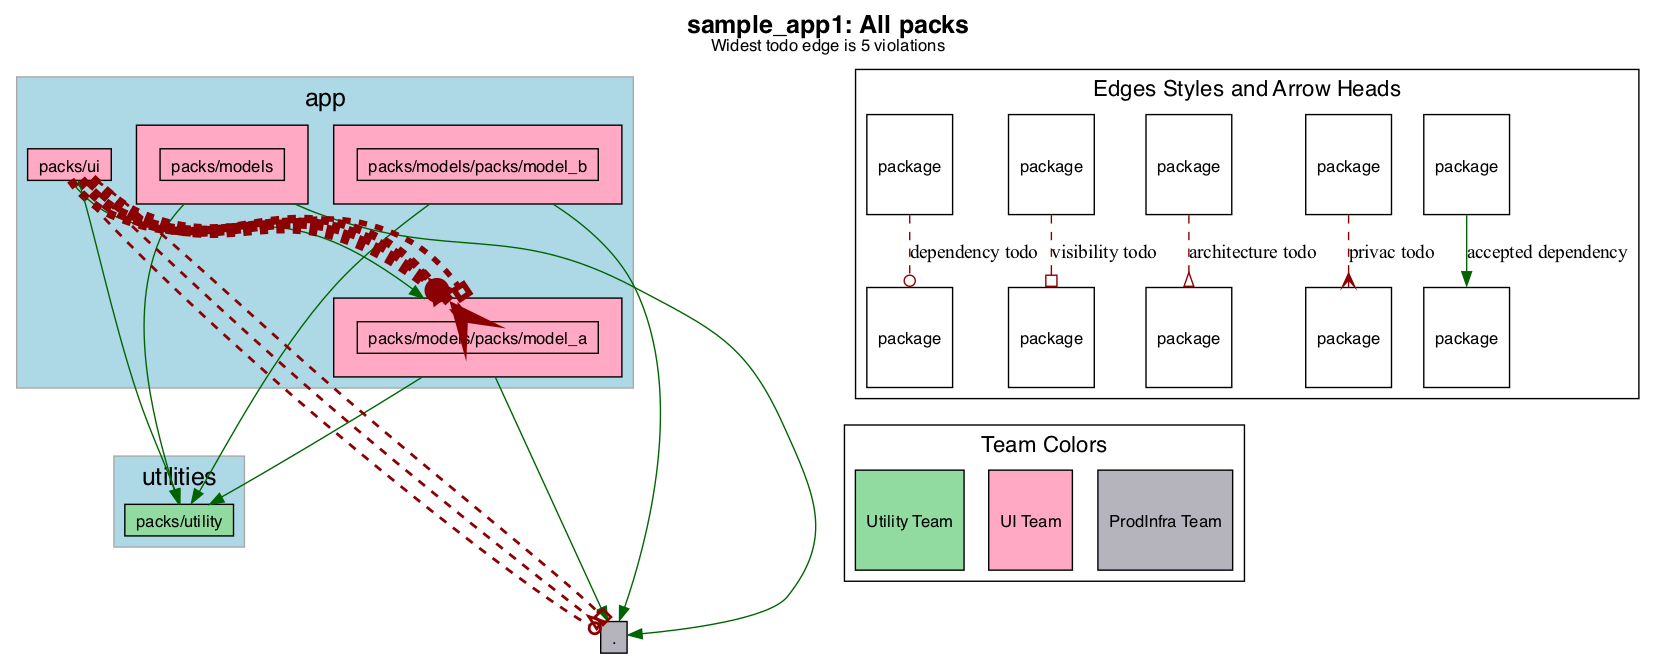 sample_app1: All packs
Widest todo edge is 5 violations
app
packs/ui
packs/models
packs/models/packs/model_b
packs/models/packs/model_a
utilities
packs/utility
.
Edges Styles and Arrow Heads
package package package package package
dependency todo visibility todo architecture todo privac todo accepted dependency
package package package package package
Team Colors
Utility Team UI Team ProdInfra Team